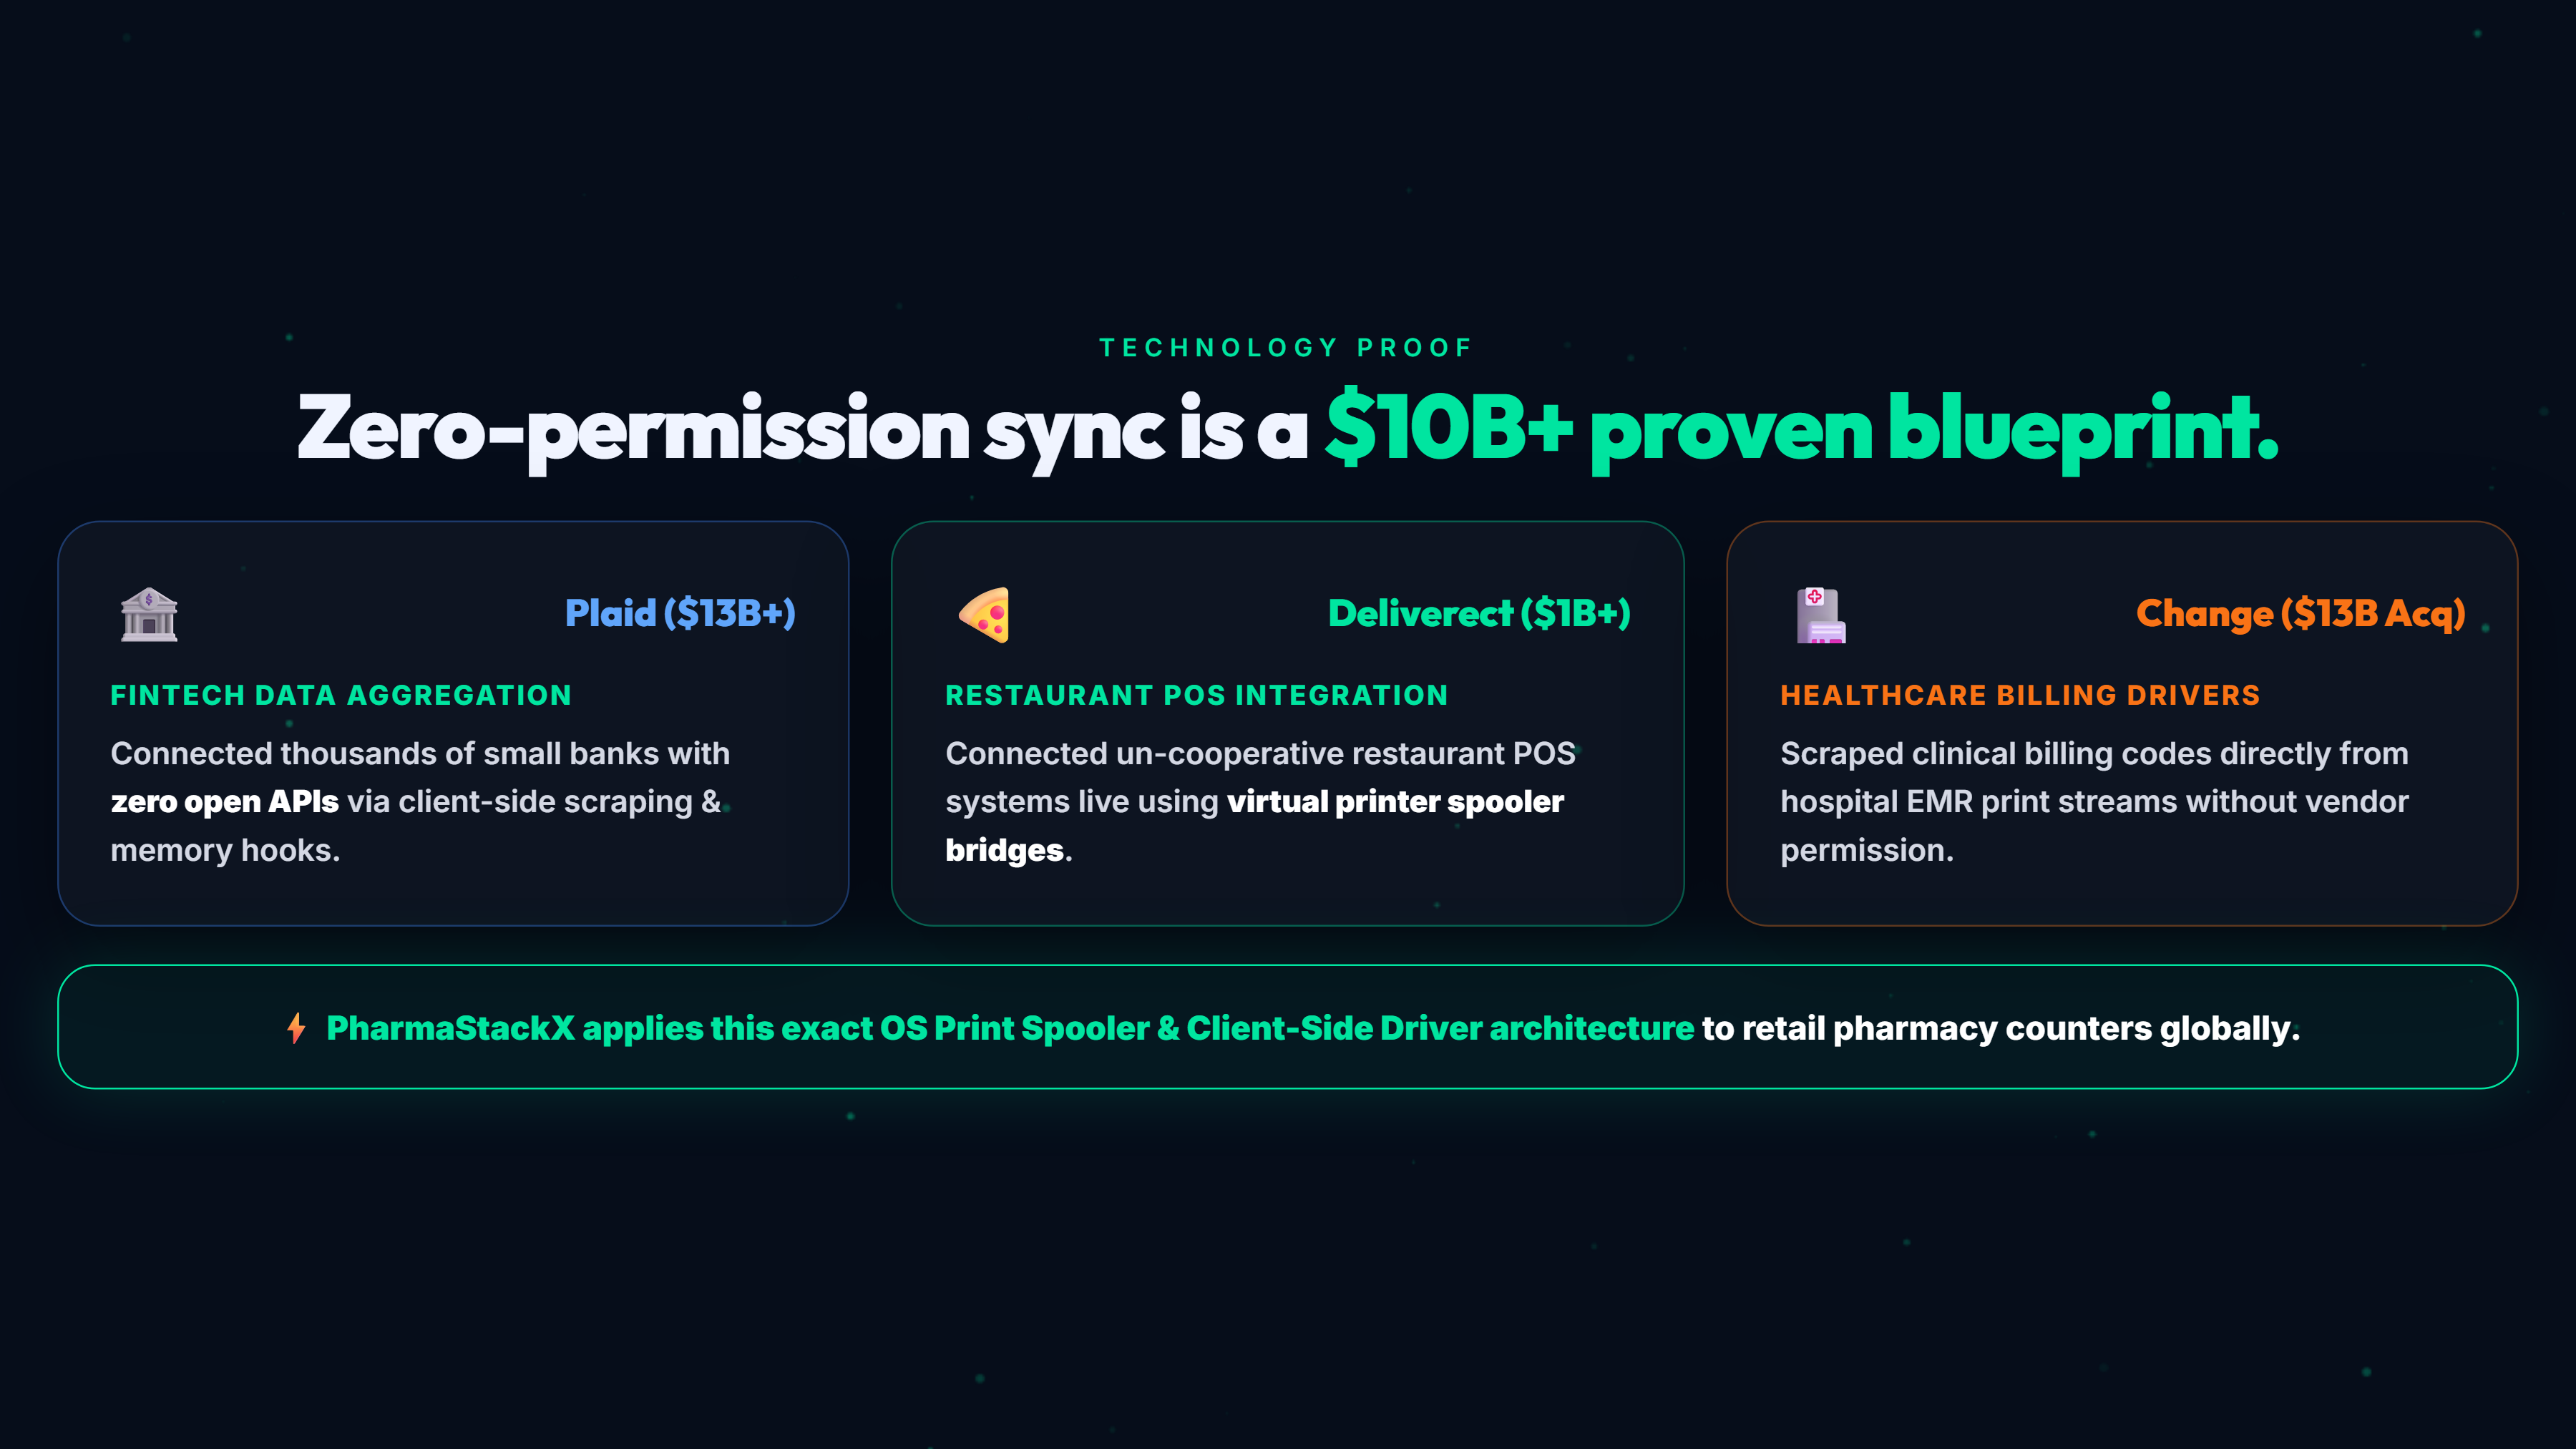 TECHNOLOGY PROOF
Zero-permission sync is a $10B+ proven blueprint.
Plaid ($13B+)
FINTECH DATA AGGREGATION
Connected thousands of small banks with
zero open APIs via client-side scraping &
memory hooks.
Deliverect ($1B+)
RESTAURANT POS INTEGRATION
Connected un-cooperative restaurant POS
systems live using virtual printer spooler
bridges.
Change ($13B Acq)
HEALTHCARE BILLING DRIVERS
Scraped clinical billing codes directly from
hospital EMR print streams without vendor
permission.
⚡ PharmaStackX applies this exact OS Print Spooler & Client-Side Driver architecture to retail pharmacy counters globally.